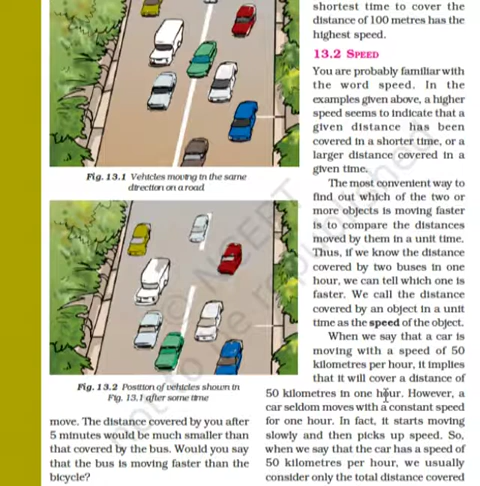 Fig. 13.1 Vehicles moving in the same
direction on a road
Fig. 13.2 Position of vehicles shown in
Fig. 13.1 after some time
move. The distance covered by you after
5 minutes would be much smaller than
that covered by the bus. Would you say
that the bus is moving faster than the
bicycle?
shortest time to cover the
distance of 100 metres has the
highest speed.
13.2 SPEED
You are probably familiar with
the word speed. In the
examples given above, a higher
speed seems to indicate that a
given distance has been
covered in a shorter time, or a
larger distance covered in a
given time.
The most convenient way to
find out which of the two or
more objects is moving faster
is to compare the distances
moved by them in a unit time.
Thus, if we know the distance
covered by two buses in one
hour, we can tell which one is
faster. We call the distance
covered by an object in a unit
time as the speed of the object.
When we say that a car is
moving with a speed of 50
kilometres per hour, it implies
that it will cover a distance of
50 kilometres in one hour. However, a
car seldom moves with a constant speed
for one hour. In fact, it starts moving
slowly and then picks up speed. So,
when we say that the car has a speed of
50 kilometres per hour, we usually
consider only the total distance covered
© NCERT
not to be republished